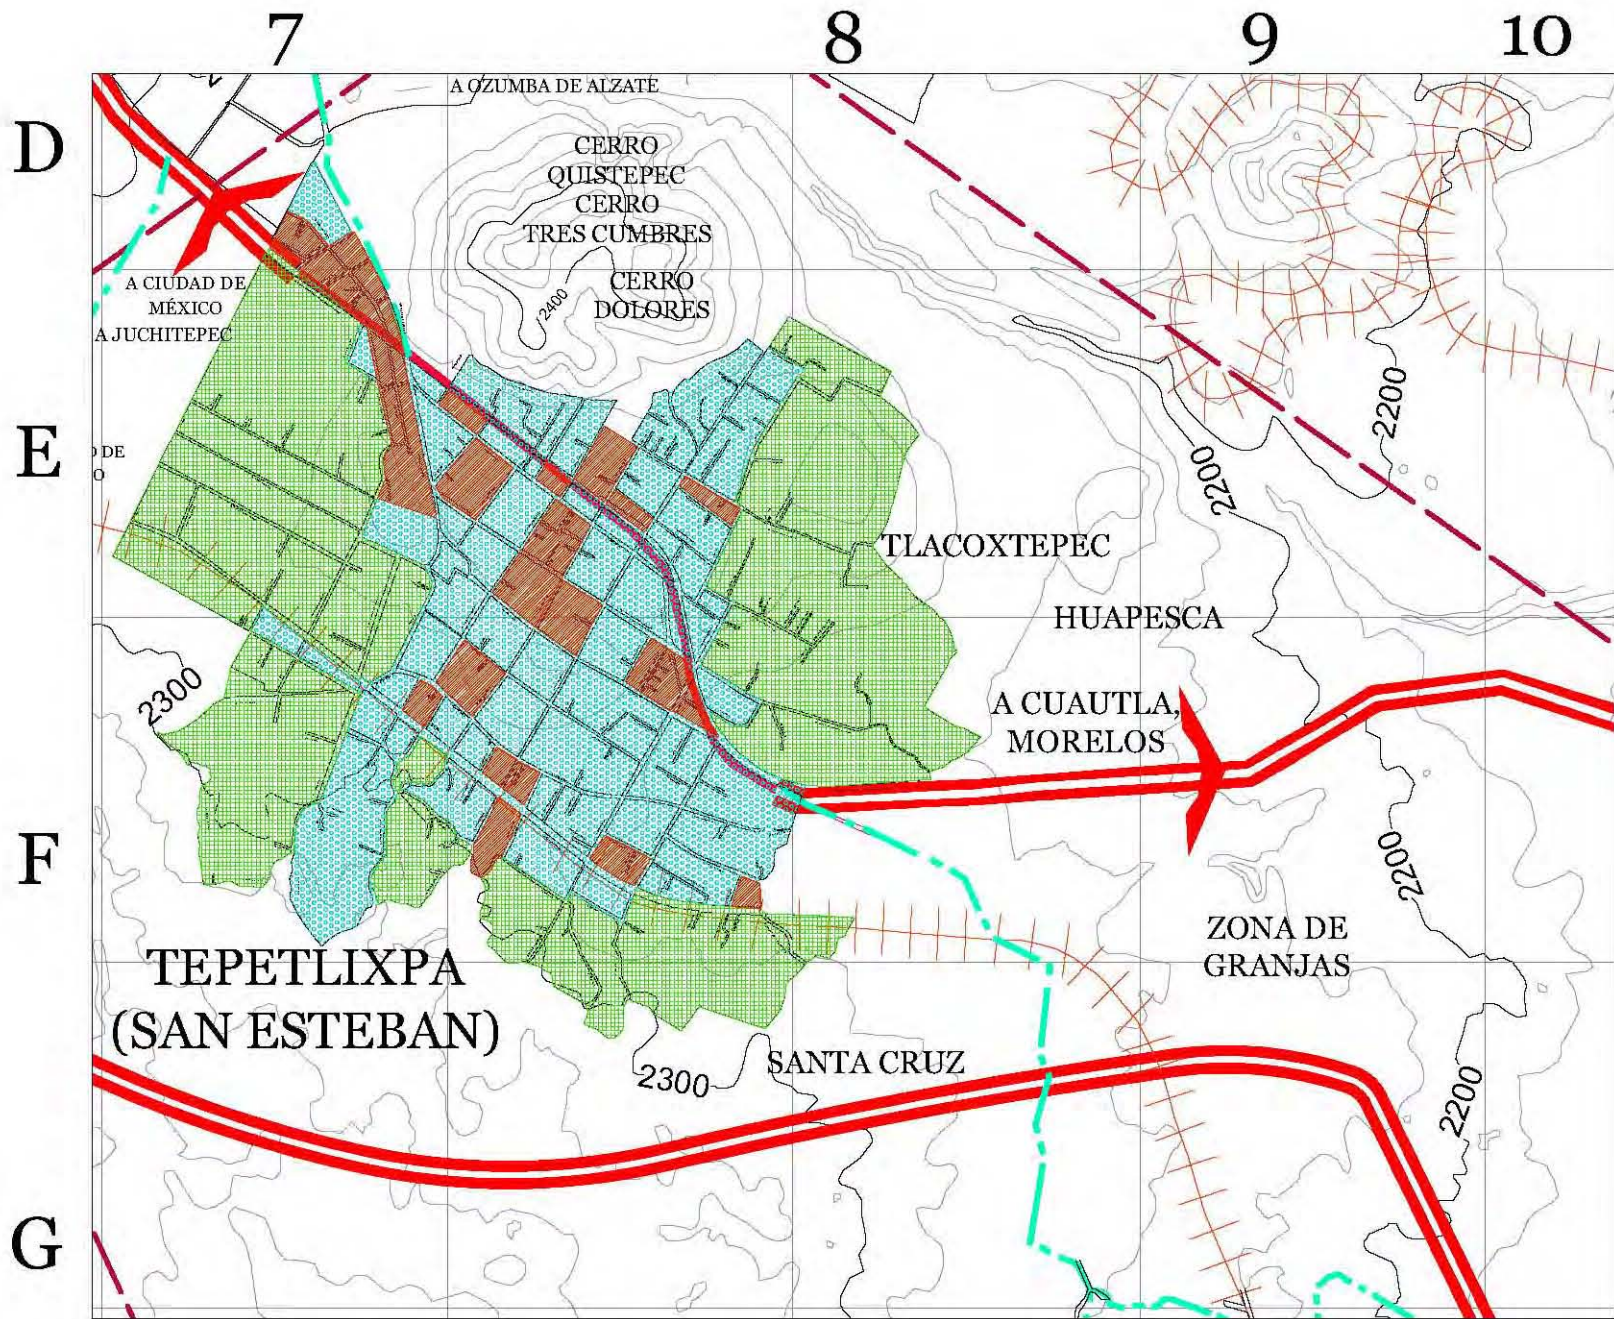 7 8 9 10
D
A OZUMBA DE ALZATE
CERRO
QUISTEPEC
CERRO
TRES CUMBRES
CERRO
DOLORES
2400
A CIUDAD DE
MÉXICO
A JUCHITEPEC
E
DE
O
2200
2200
TLACOXTEPEC
HUAPESCA
2300
A CUAUTLA,
MORELOS
F
2200
ZONA DE
GRANJAS
TEPETLIXPA
(SAN ESTEBAN)
2300
SANTA CRUZ
2200
G